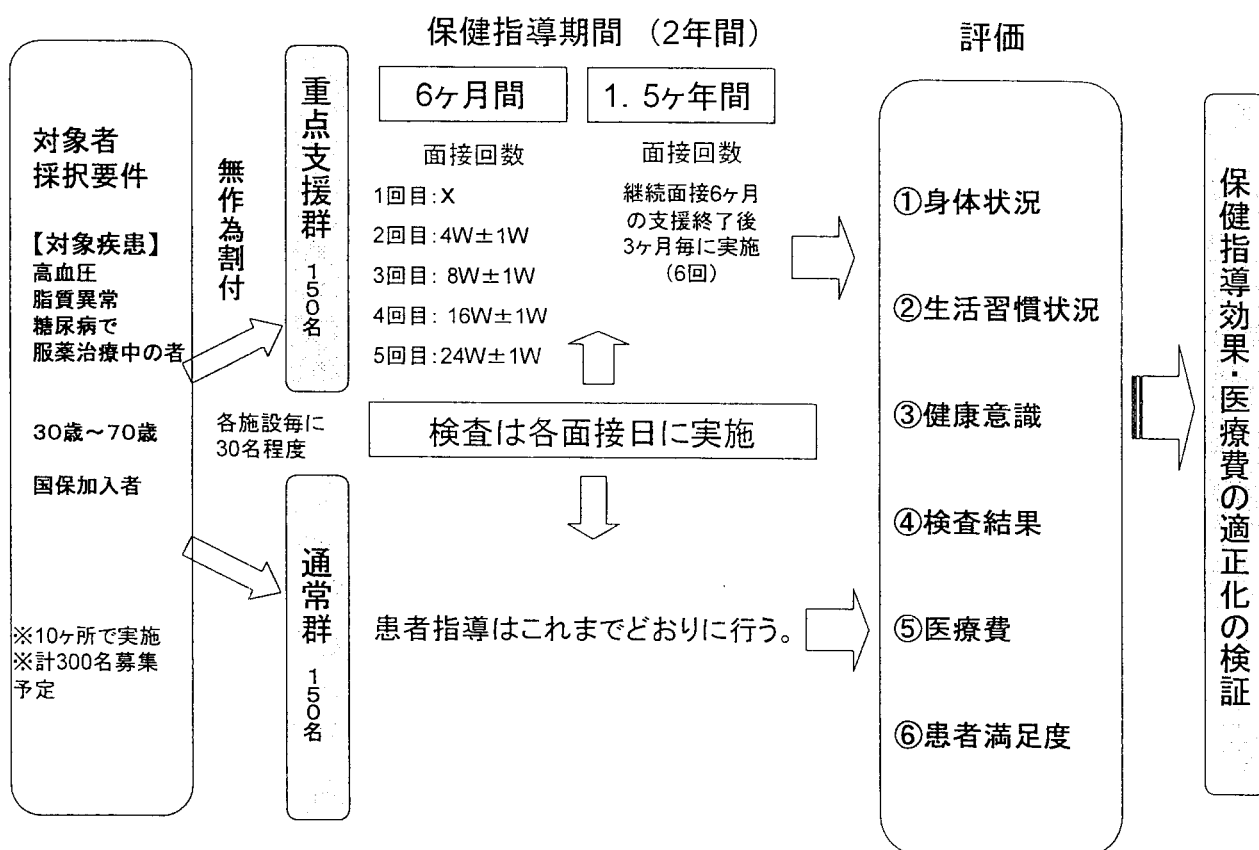 保健指導期間 (2年間)
評価
対象者
採択要件
【対象疾患】
高血圧
脂質異常
糖尿病で
服薬治療中の者
30歳~70歳
国保加入者
※10ヶ所で実施
※計300名募集
予定
無作為割付
各施設毎に
30名程度
重点支援群 150名
6ヶ月間
1. 5ヶ年間
面接回数
1回目:X
2回目:4W±1W
3回目:8W±1W
4回目:16W±1W
5回目:24W±1W
面接回数
継続面接6ヶ月
の支援終了後
3ヶ月毎に実施
(6回)
検査は各面接日に実施
通常群 150名
患者指導はこれまでどおりに行う。
①身体状況
②生活習慣状況
③健康意識
④検査結果
⑤医療費
⑥患者満足度
保健指導効果・医療費の適正化の検証